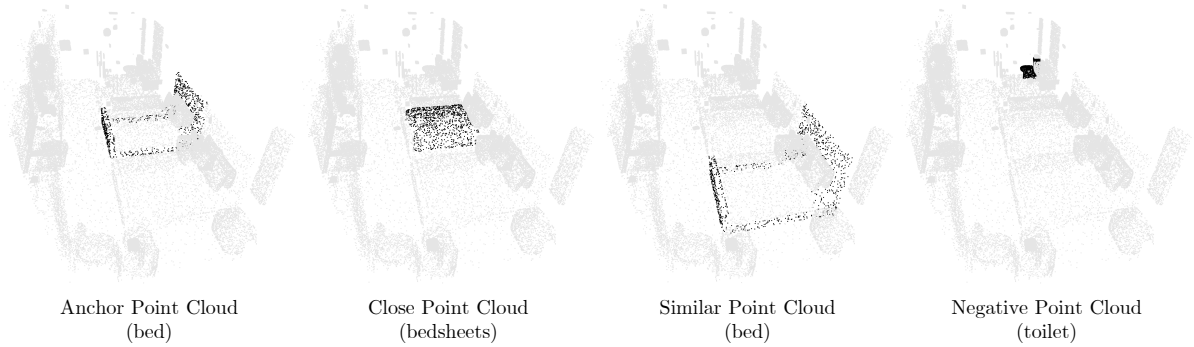 Anchor Point Cloud
(bed)
Close Point Cloud
(bedsheets)
Similar Point Cloud
(bed)
Negative Point Cloud
(toilet)